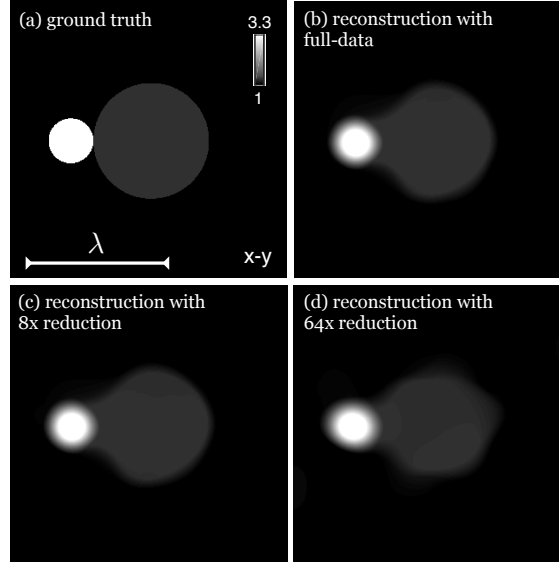 (a) ground truth
3.3
1
λ
x-y
(b) reconstruction with
full-data
(c) reconstruction with
8x reduction
(d) reconstruction with
64x reduction